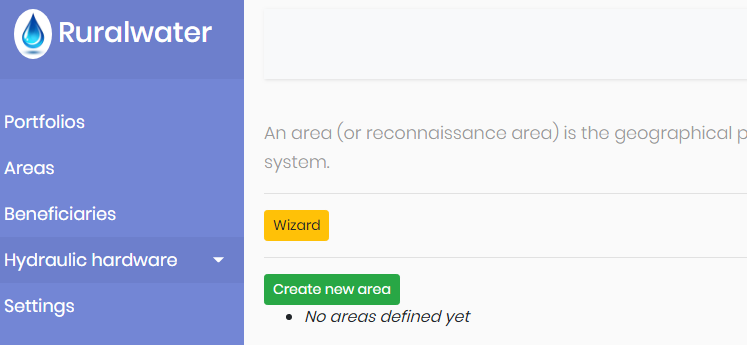 Ruralwater
Portfolios
Areas
Beneficiaries
Hydraulic hardware
Settings
An area (or reconnaissance area) is the geographical
system.
Wizard
Create new area
No areas defined yet